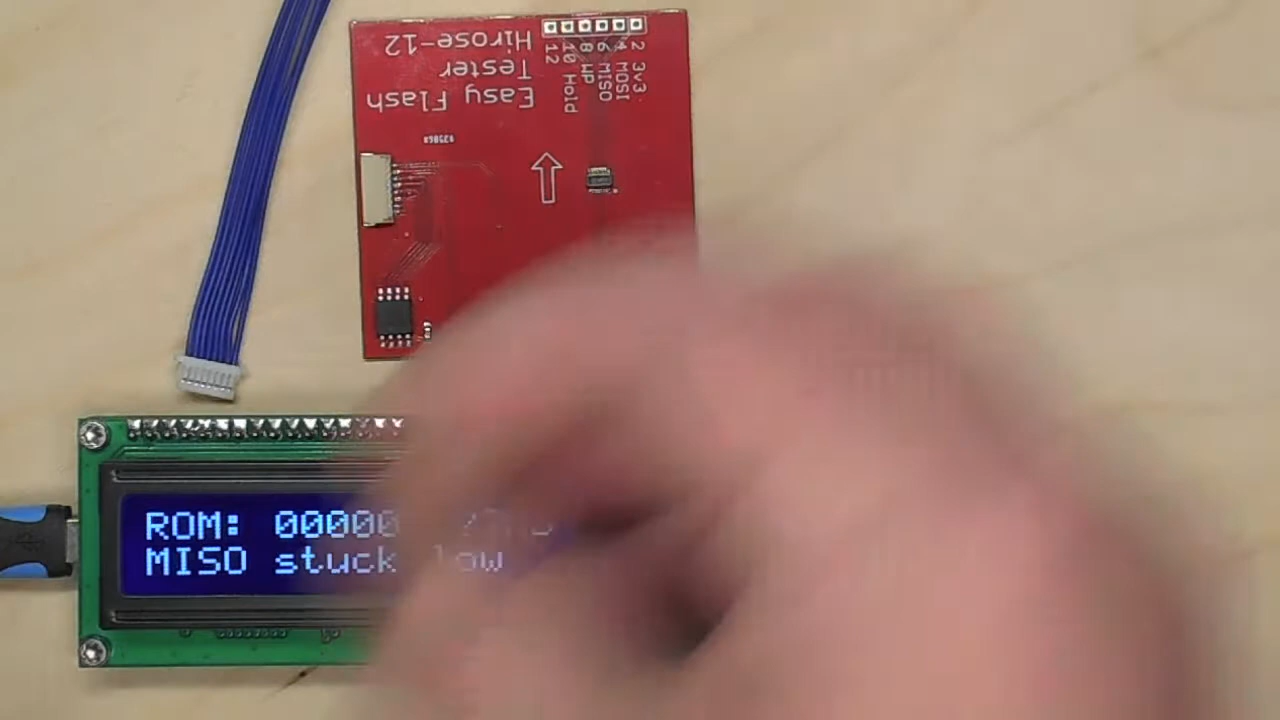 Easy Flash
Tester
Hirose-12
2 3v3
4 MOSI
6 MISO
8 WP
10 Hold
12
ROM: 00000
MISO stuck low